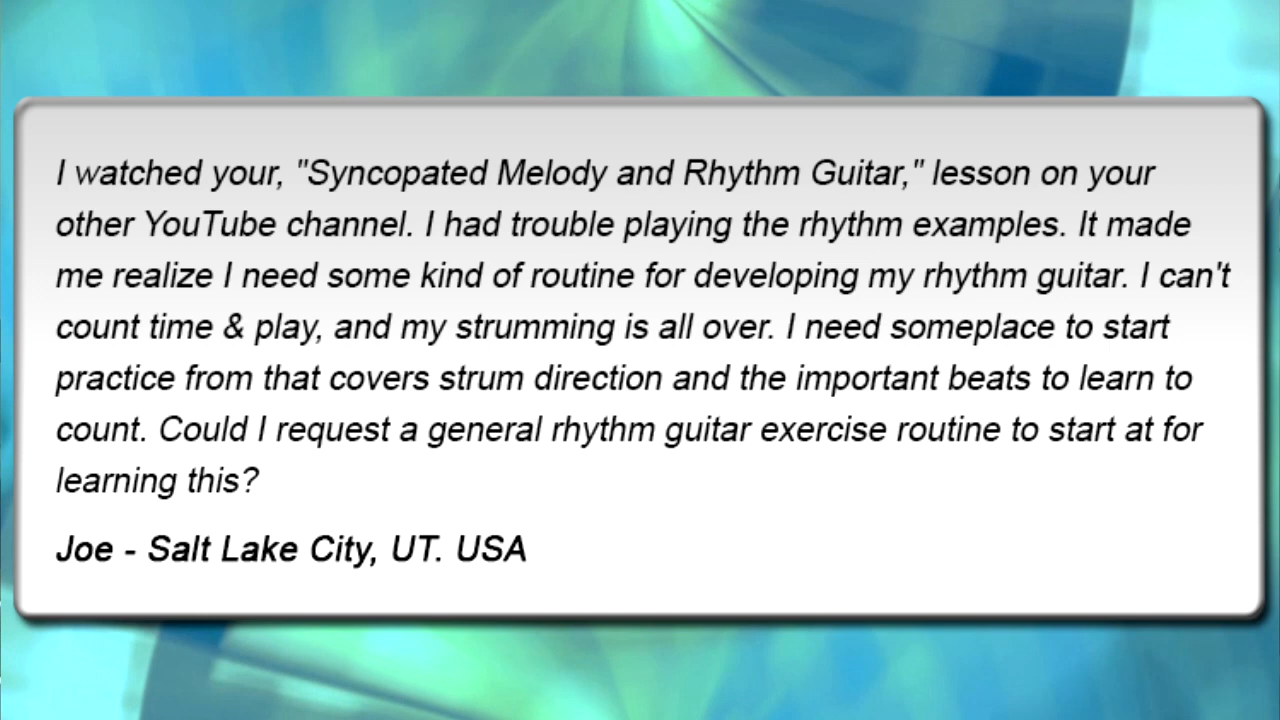 I watched your, "Syncopated Melody and Rhythm Guitar," lesson on your
other YouTube channel. I had trouble playing the rhythm examples. It made
me realize I need some kind of routine for developing my rhythm guitar. I can't
count time & play, and my strumming is all over. I need someplace to start
practice from that covers strum direction and the important beats to learn to
count. Could I request a general rhythm guitar exercise routine to start at for
learning this?
Joe - Salt Lake City, UT. USA